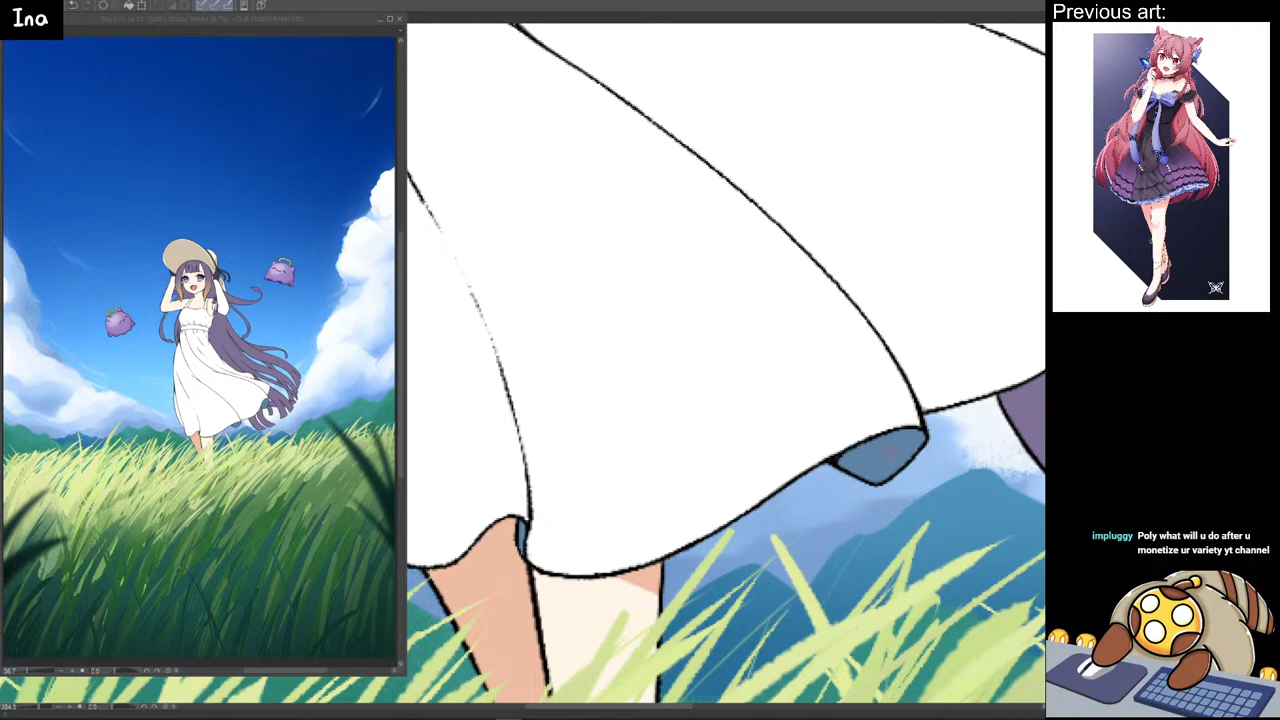 Ina
Previous art:
impluggy Poly what will u do after u
monetize ur variety yt channel